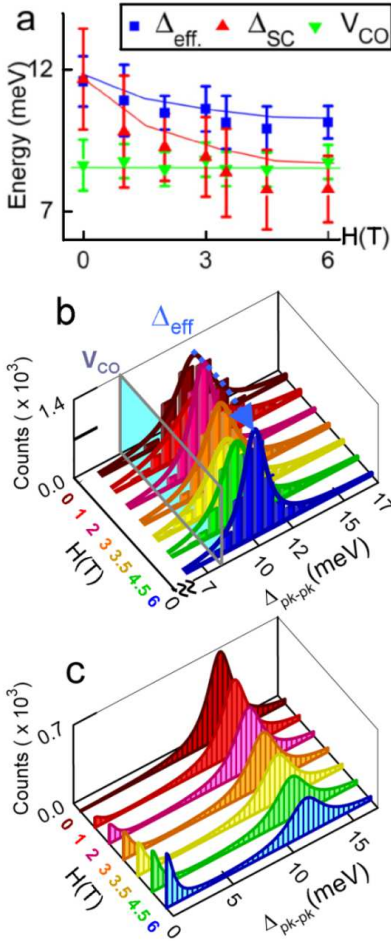 a
Δeff. ΔSC VCO
Energy (meV)
12
7
0 3 6
H(T)
b
Δeff
VCO
Counts ( x 10³)
1.4
0.0
0 1 2 3 3.5 4.5 6
H(T)
0 7 10 12 15 17
Δpk-pk(meV)
c
Counts ( x 10³)
0.7
0.0
0 1 2 3 3.5 4.5 6
H(T)
0 5 10 15
Δpk-pk(meV)